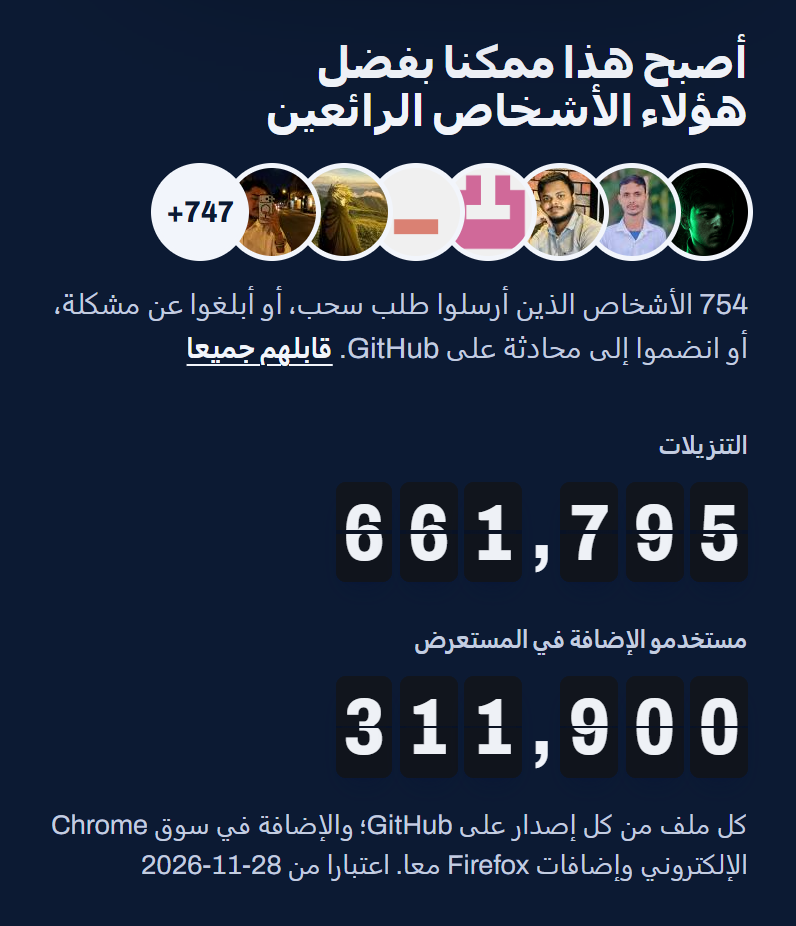 أصبح هذا ممكنا بفضل
هؤلاء الأشخاص الرائعين
+747
754 الأشخاص الذين أرسلوا طلب سحب، أو أبلغوا عن مشكلة،
أو انضموا إلى محادثة على GitHub. قابلهم جميعا
التنزيلات
661,795
مستخدمو الإضافة في المستعرض
311,900
كل ملف من كل إصدار على GitHub؛ والإضافة في سوق Chrome
الإلكتروني وإضافات Firefox معا. اعتبارا من 28-11-2026